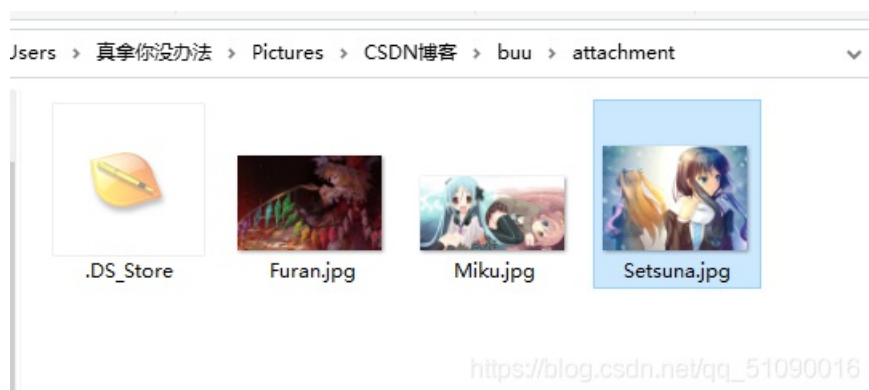 Users › 真拿你没办法 › Pictures › CSDN博客 › buu › attachment
.DS_Store
Furan.jpg
Miku.jpg
Setsuna.jpg
https://blog.csdn.net/qq_51090016